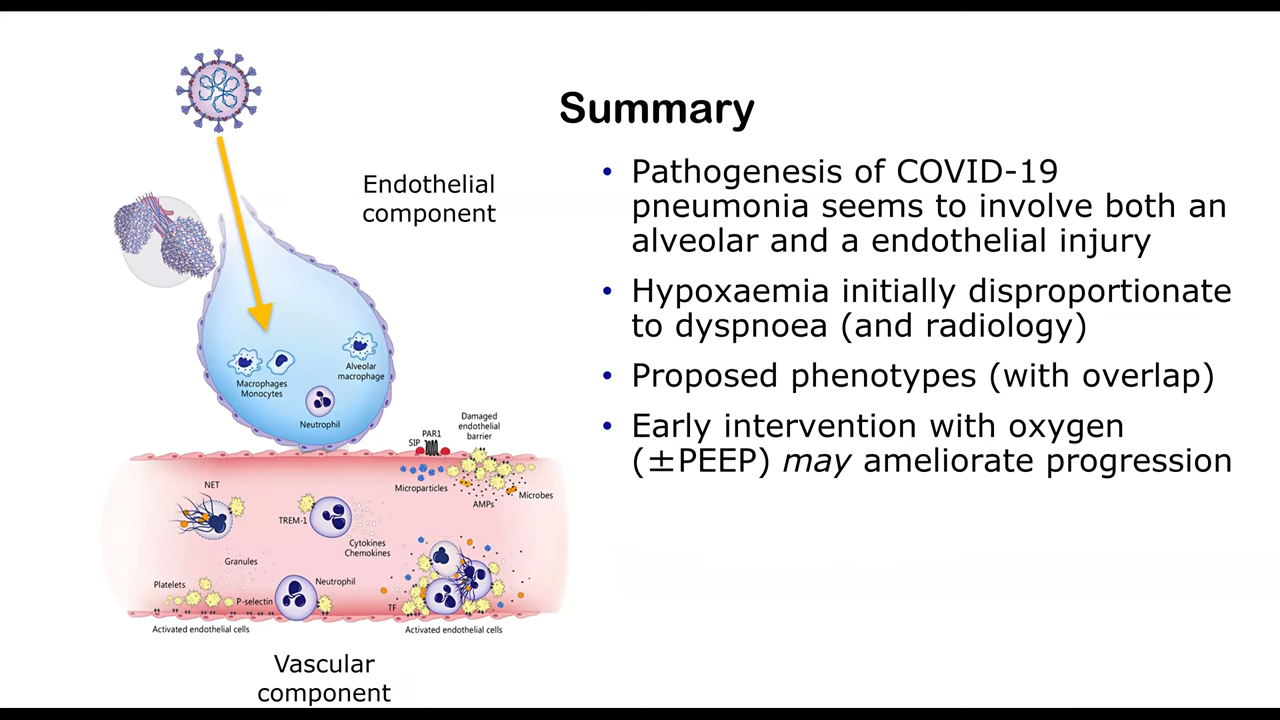 Summary
• Pathogenesis of COVID-19
pneumonia seems to involve both an
alveolar and a endothelial injury
• Hypoxaemia initially disproportionate
to dyspnoea (and radiology)
• Proposed phenotypes (with overlap)
• Early intervention with oxygen
(±PEEP) may ameliorate progression
Endothelial
component
Macrophages
Monocytes
Alveolar
macrophage
Neutrophil
SIP
PAR1
Damaged
endothelial
barrier
NET
TREM-1
Microparticles
AMPs
Microbes
Cytokines
Chemokines
Granules
Platelets
P-selectin
Neutrophil
TF
Activated endothelial cells
Activated endothelial cells
Vascular
component